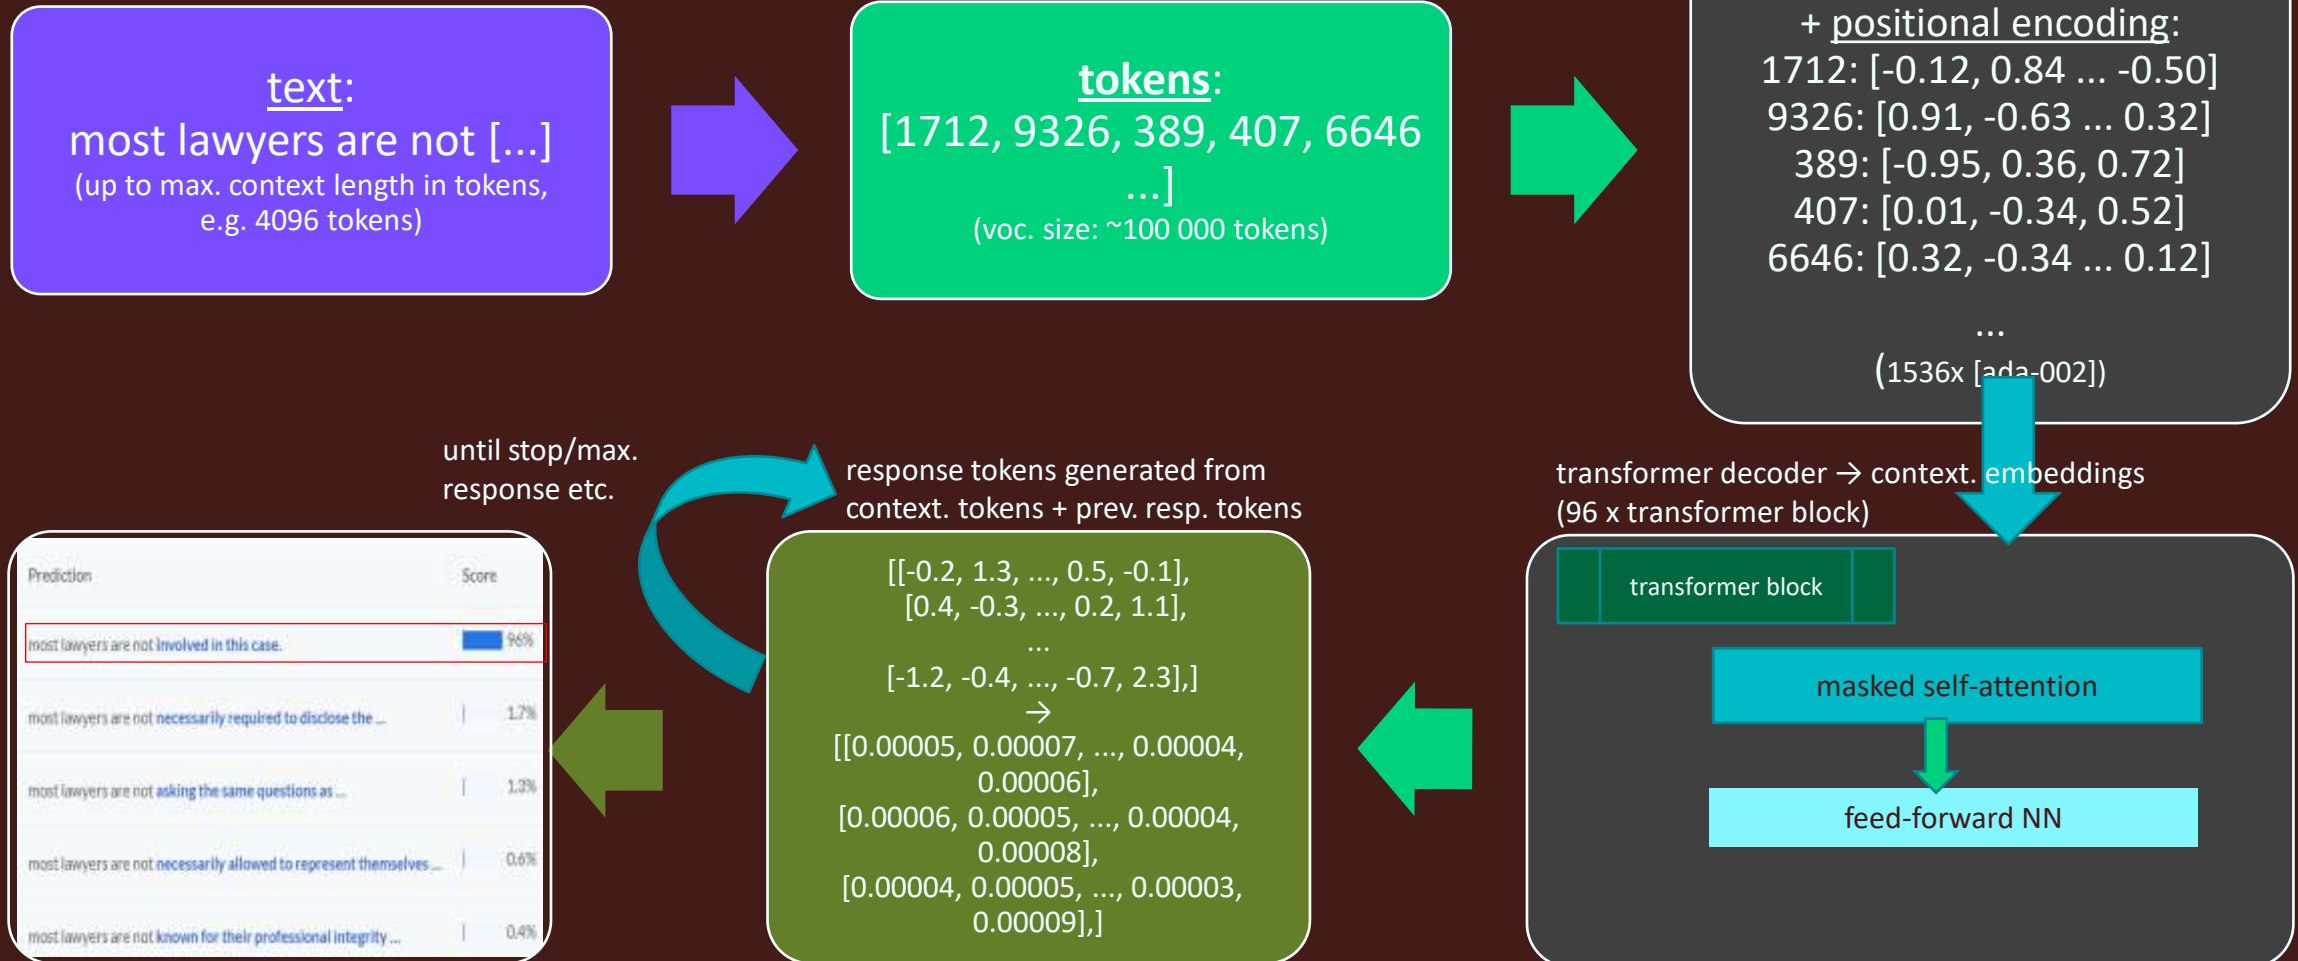 text:
most lawyers are not [...]
(up to max. context length in tokens,
e.g. 4096 tokens)
tokens:
[1712, 9326, 389, 407, 6646
...]
(voc. size: ~100 000 tokens)
+ positional encoding:
1712: [-0.12, 0.84 ... -0.50]
9326: [0.91, -0.63 ... 0.32]
389: [-0.95, 0.36, 0.72]
407: [0.01, -0.34, 0.52]
6646: [0.32, -0.34 ... 0.12]
...
(1536x [ada-002])
transformer decoder → context. embeddings
(96 x transformer block)
transformer block
masked self-attention
feed-forward NN
response tokens generated from
context. tokens + prev. resp. tokens
[[-0.2, 1.3, ..., 0.5, -0.1],
[0.4, -0.3, ..., 0.2, 1.1],
...
[-1.2, -0.4, ..., -0.7, 2.3],]
→
[[0.00005, 0.00007, ..., 0.00004,
0.00006],
[0.00006, 0.00005, ..., 0.00004,
0.00008],
[0.00004, 0.00005, ..., 0.00003,
0.00009],]
until stop/max.
response etc.
Prediction Score
most lawyers are not involved in this case. 96%
most lawyers are not necessarily required to disclose the ... 1.7%
most lawyers are not asking the same questions as ... 1.3%
most lawyers are not necessarily allowed to represent themselves ... 0.6%
most lawyers are not known for their professional integrity ... 0.4%